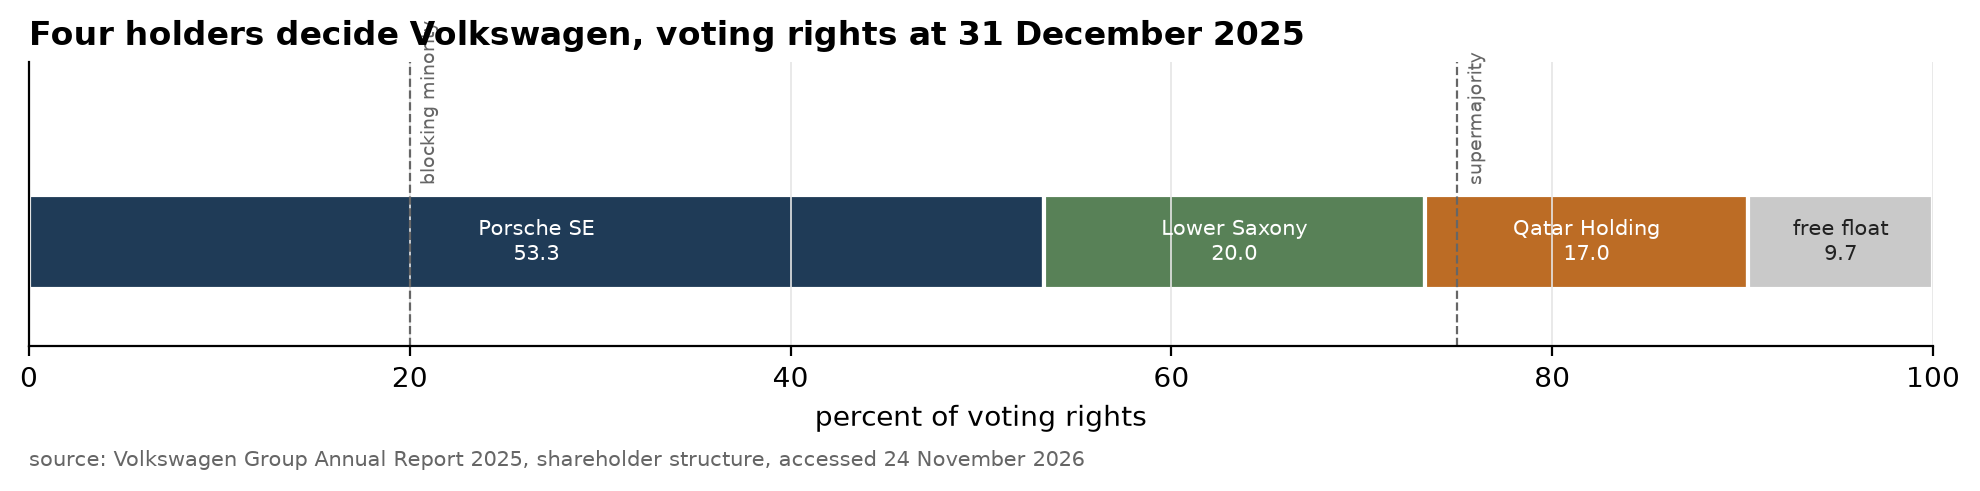 Four holders decide Volkswagen, voting rights at 31 December 2025
blocking minority
supermajority
Porsche SE
53.3
Lower Saxony
20.0
Qatar Holding
17.0
free float
9.7
0
20
40
60
80
100
percent of voting rights
source: Volkswagen Group Annual Report 2025, shareholder structure, accessed 24 November 2026